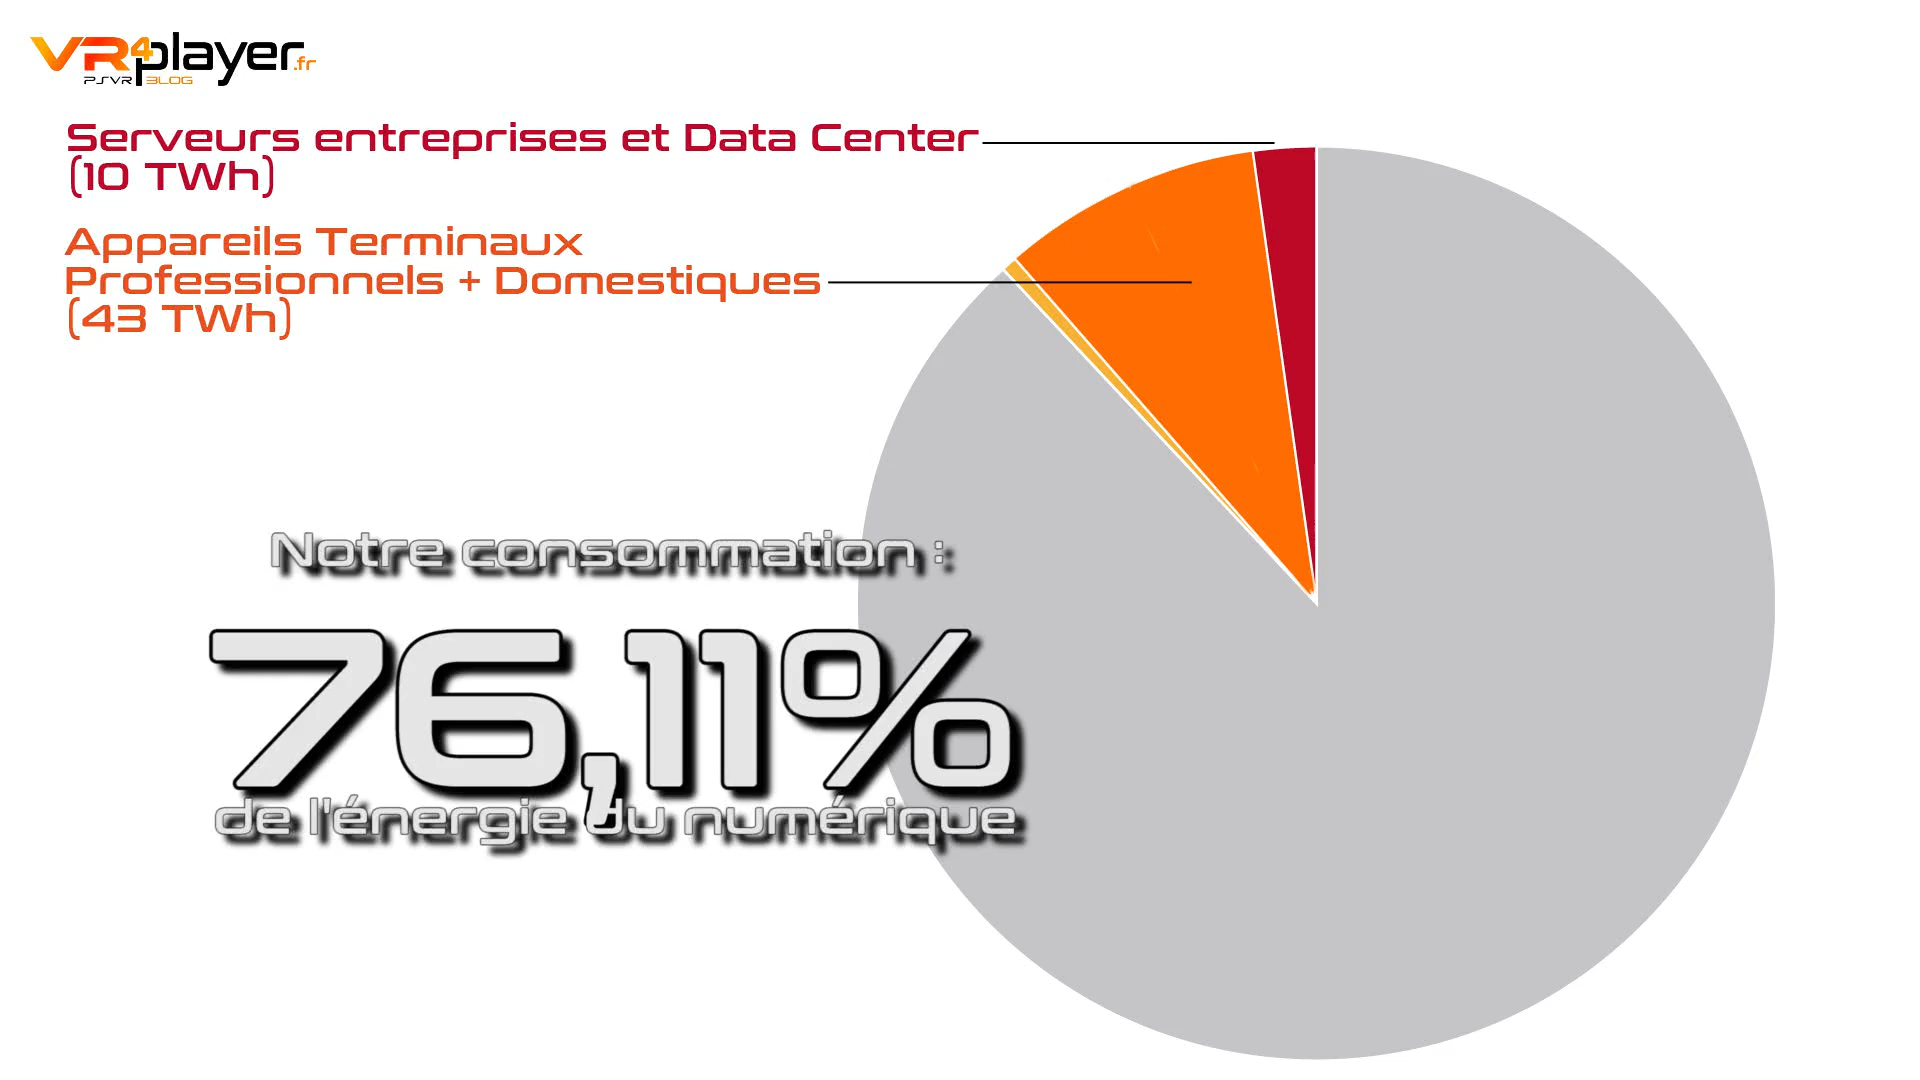 VR4player.fr
PSVR BLOG
Serveurs entreprises et Data Center
(10 TWh)
Appareils Terminaux
Professionnels + Domestiques
(43 TWh)
Notre consommation :
76,11%
de l'énergie du numérique